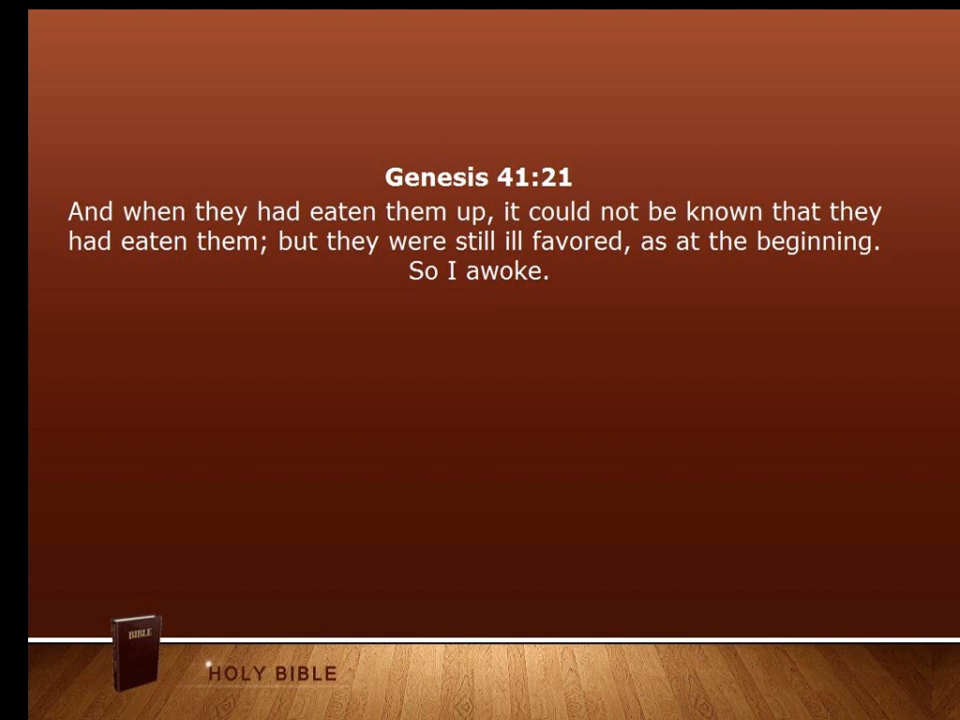 Genesis 41:21
And when they had eaten them up, it could not be known that they
had eaten them; but they were still ill favored, as at the beginning.
So I awoke.
BIBLE
HOLY BIBLE